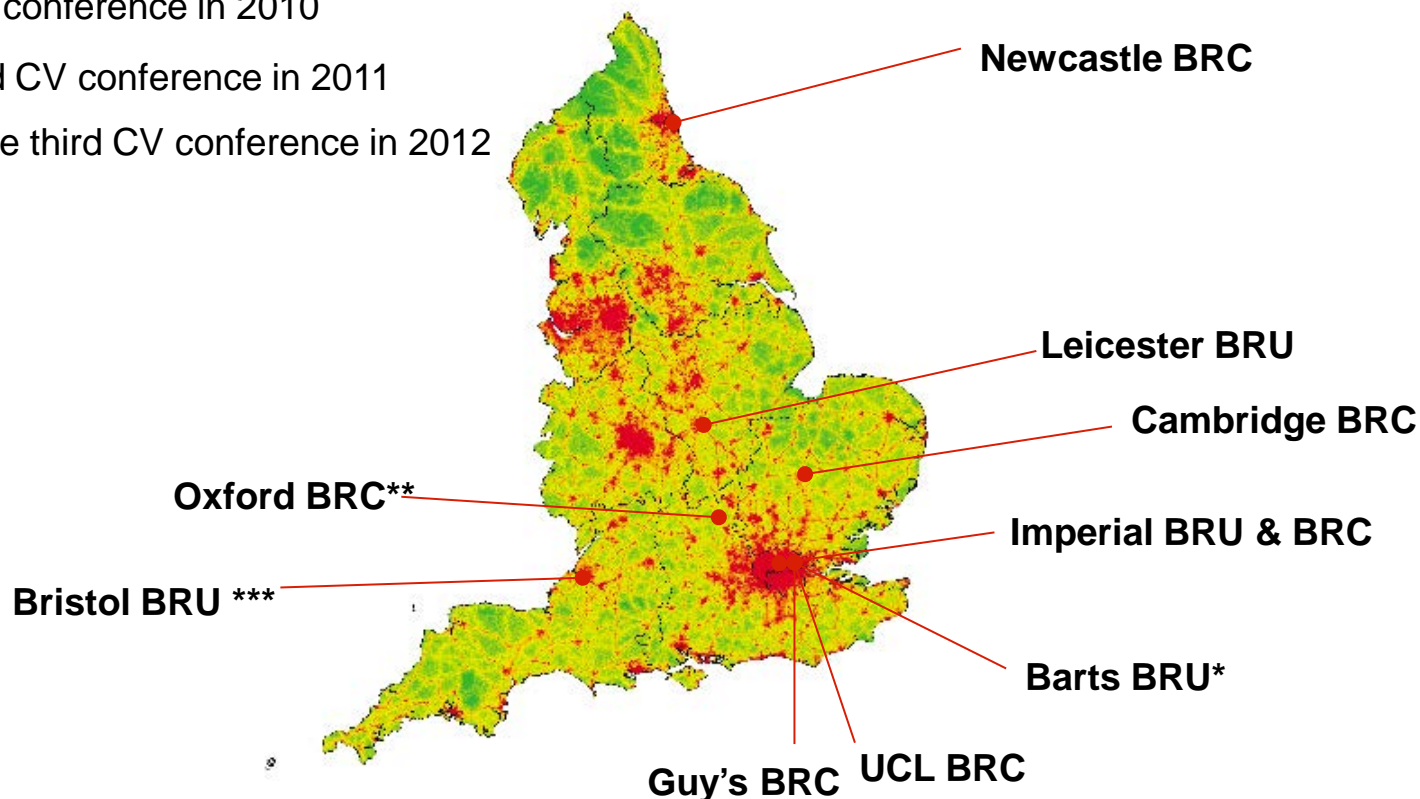 conference in 2010
CV conference in 2011
third CV conference in 2012
Newcastle BRC
Leicester BRU
Cambridge BRC
Oxford BRC**
Imperial BRU & BRC
Bristol BRU ***
Barts BRU*
Guy's BRC
UCL BRC